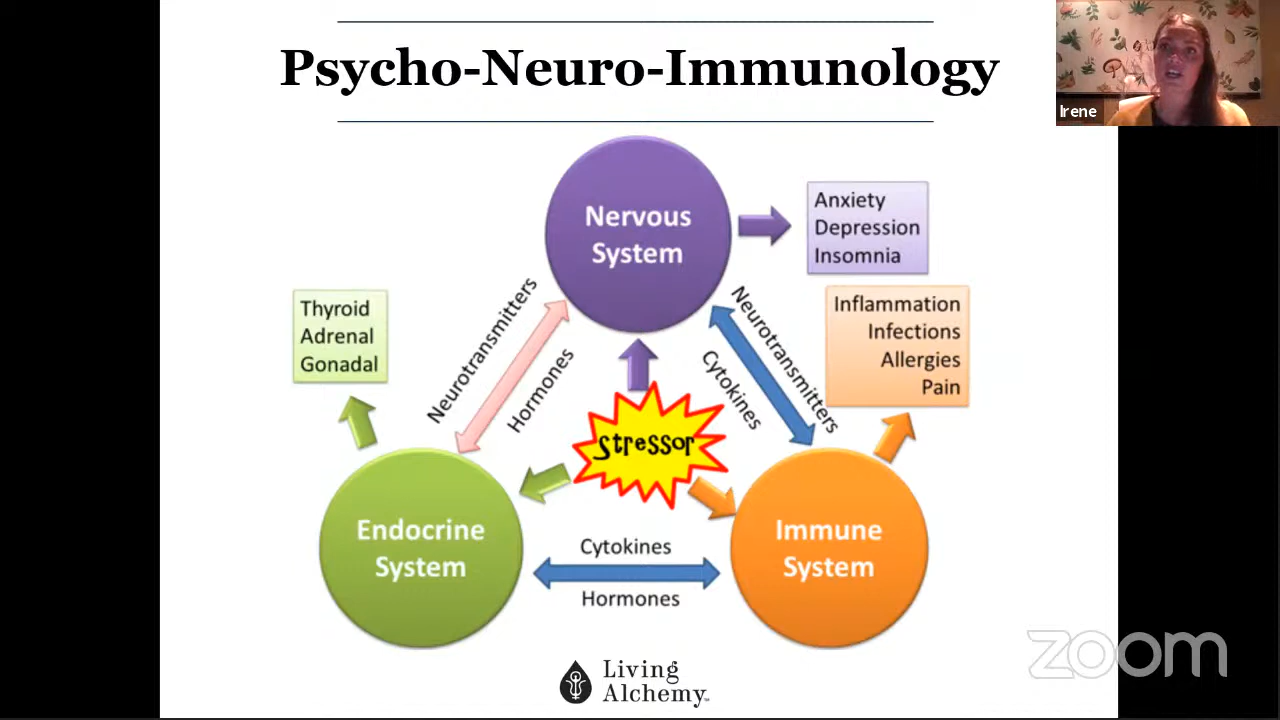 Psycho-Neuro-Immunology
Irene
Nervous
System
Anxiety
Depression
Insomnia
Thyroid
Adrenal
Gonadal
Neurotransmitters
Hormones
Neurotransmitters
Cytokines
Inflammation
Infections
Allergies
Pain
Stressor
Endocrine
System
Cytokines
Hormones
Immune
System
Living
Alchemy™
zoom